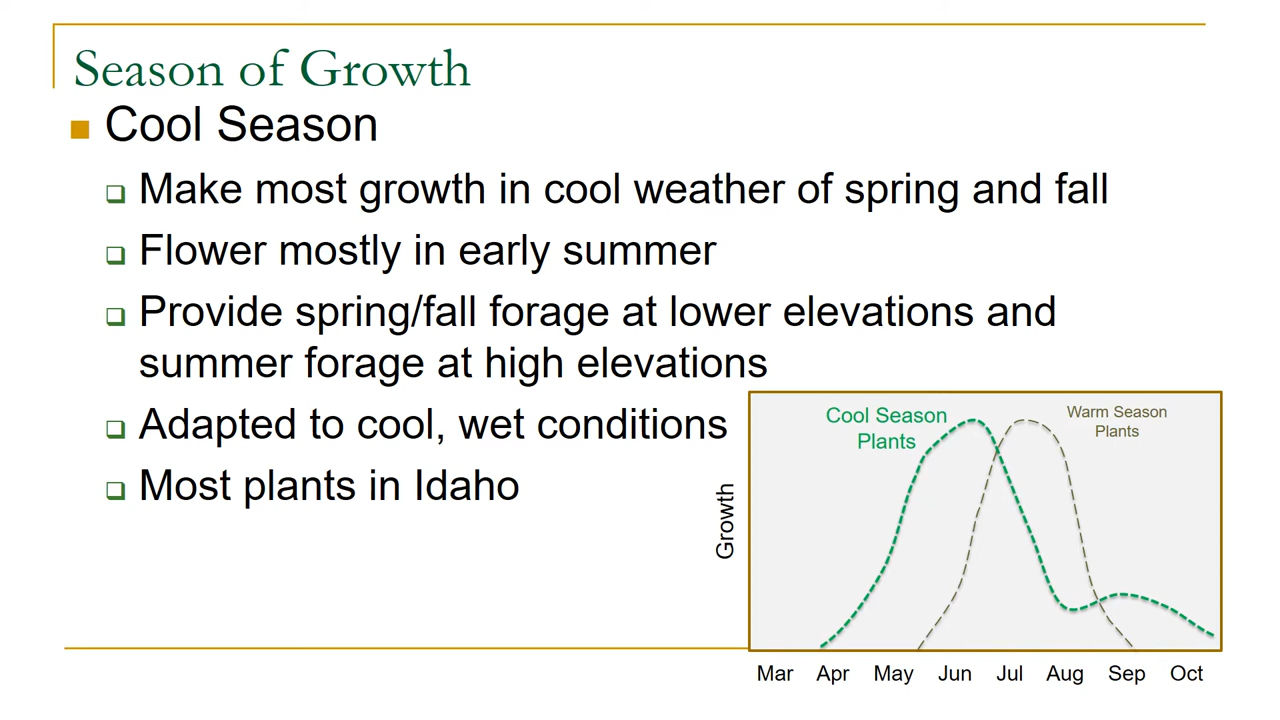 Season of Growth
Cool Season
Make most growth in cool weather of spring and fall
Flower mostly in early summer
Provide spring/fall forage at lower elevations and
summer forage at high elevations
Adapted to cool, wet conditions
Most plants in Idaho
Cool Season
Plants
Warm Season
Plants
Growth
Mar Apr May Jun Jul Aug Sep Oct